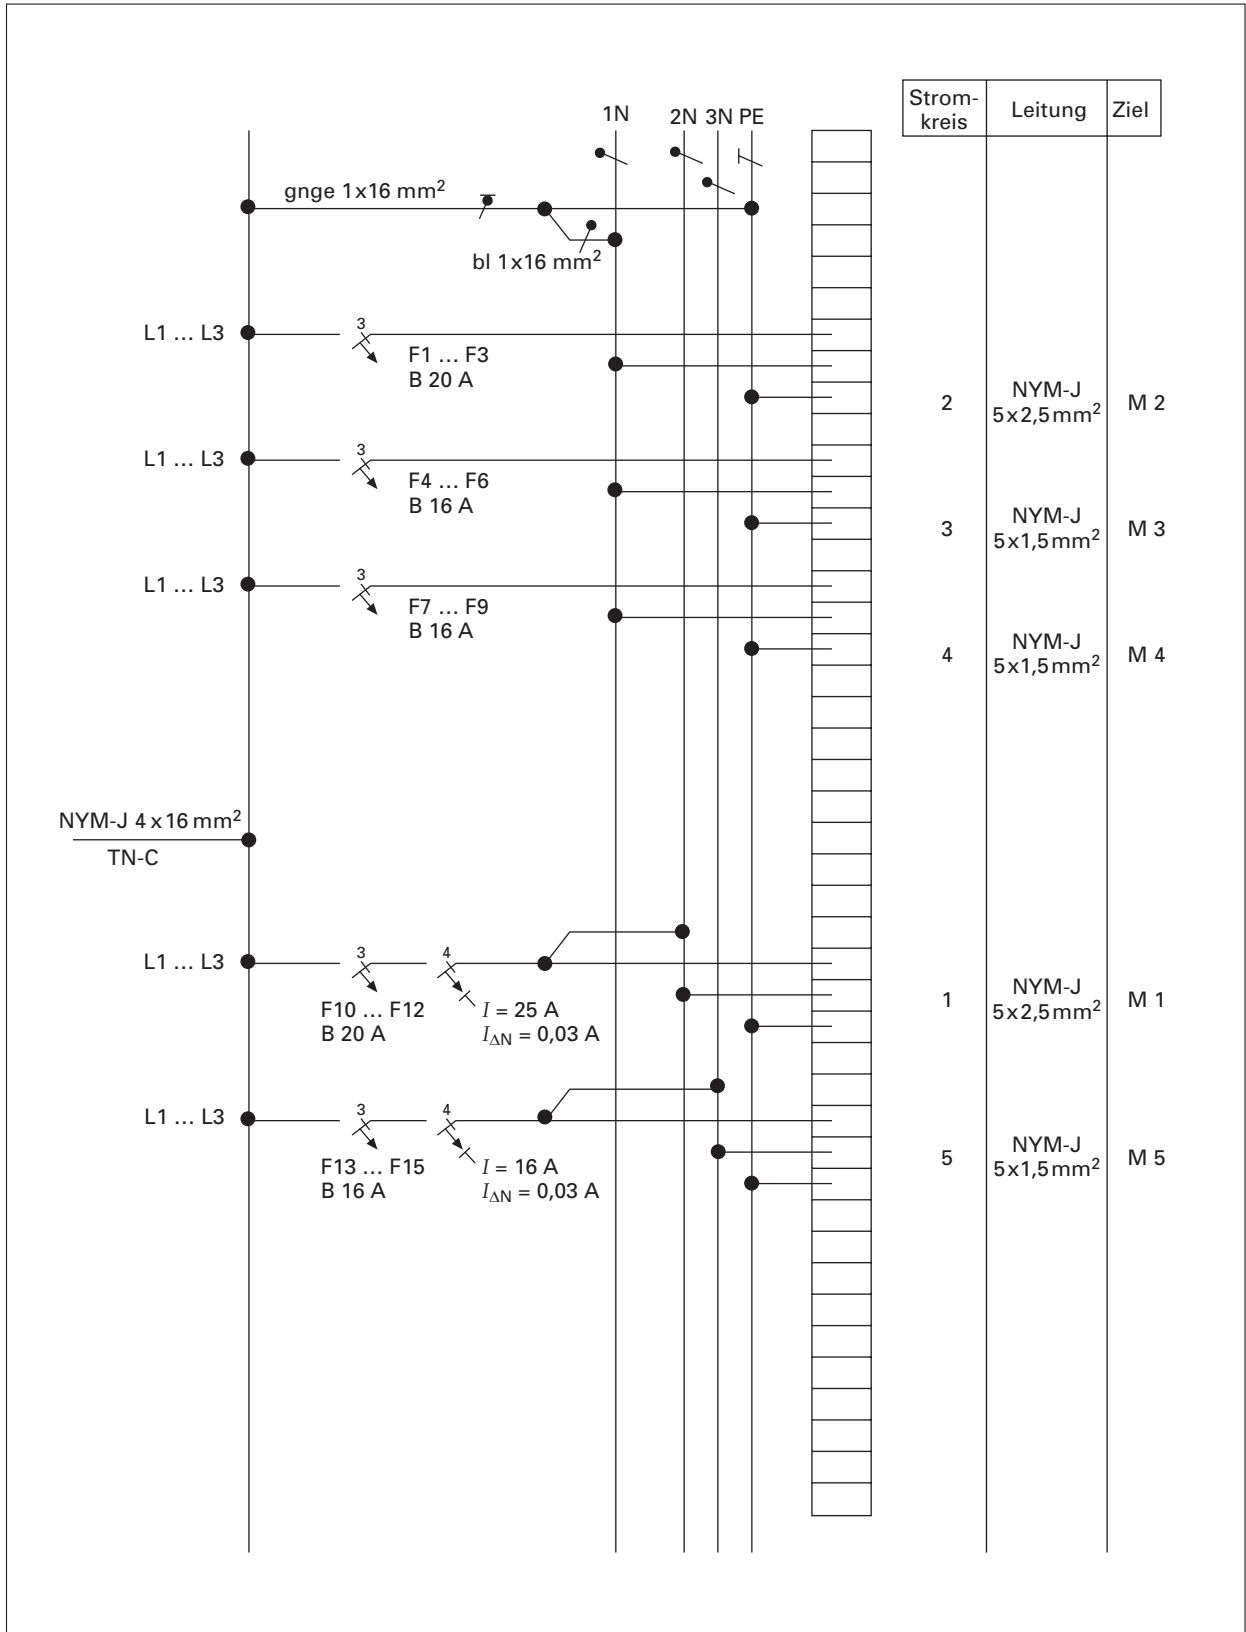 Strom-
kreis
Leitung
Ziel
1N
2N 3N PE
gnge 1x16 mm²
bl 1x16 mm²
L1 ... L3
3
F1 ... F3
B 20 A
2
NYM-J
5x2,5mm²
M 2
L1 ... L3
3
F4 ... F6
B 16 A
3
NYM-J
5x1,5mm²
M 3
L1 ... L3
3
F7 ... F9
B 16 A
4
NYM-J
5x1,5mm²
M 4
NYM-J 4x16mm²
TN-C
L1 ... L3
3
4
F10 ... F12
B 20 A
I = 25 A
IΔN = 0,03 A
1
NYM-J
5x2,5mm²
M 1
L1 ... L3
3
4
F13 ... F15
B 16 A
I = 16 A
IΔN = 0,03 A
5
NYM-J
5x1,5mm²
M 5